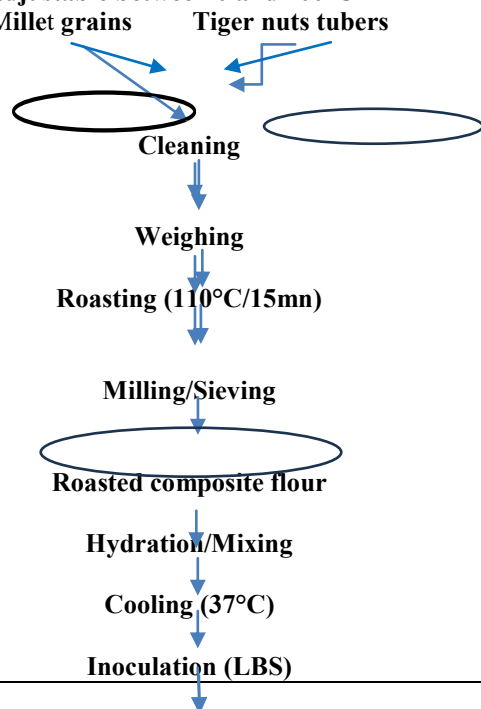 Millet grains Tiger nuts tubers
Cleaning
Weighing
Roasting (110°C/15mn)
Milling/Sieving
Roasted composite flour
Hydration/Mixing
Cooling (37°C)
Inoculation (LBS)